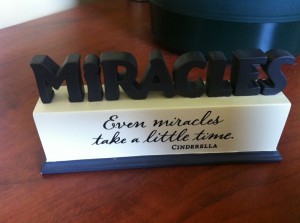 MIRACLES
Even miracles
take a little time.
CINDERELLA